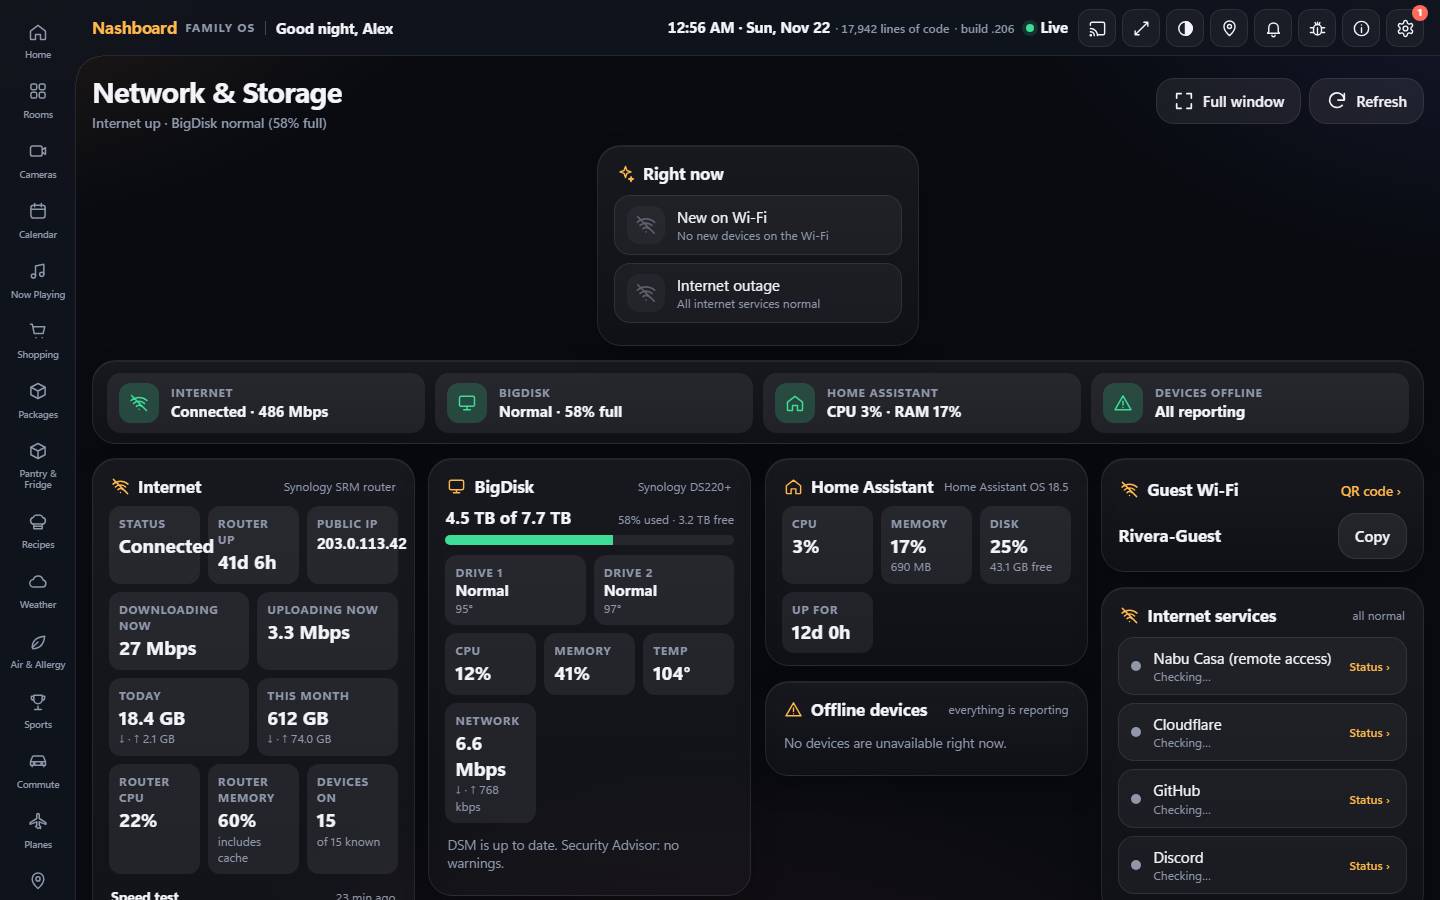 Nashboard FAMILY OS Good night, Alex
12:56 AM · Sun, Nov 22 · 17,942 lines of code · build .206 Live
1
Home
Rooms
Cameras
Calendar
Now Playing
Shopping
Packages
Pantry &
Fridge
Recipes
Weather
Air & Allergy
Sports
Commute
Planes
Network & Storage
Internet up · BigDisk normal (58% full)
Full window
Refresh
Right now
New on Wi-Fi
No new devices on the Wi-Fi
Internet outage
All internet services normal
INTERNET
Connected · 486 Mbps
BIGDISK
Normal · 58% full
HOME ASSISTANT
CPU 3% · RAM 17%
DEVICES OFFLINE
All reporting
Internet
Synology SRM router
STATUS
Connected
ROUTER
UP
41d 6h
PUBLIC IP
203.0.113.42
DOWNLOADING
NOW
27 Mbps
UPLOADING NOW
3.3 Mbps
TODAY
18.4 GB
↓ · ↑ 2.1 GB
THIS MONTH
612 GB
↓ · ↑ 74.0 GB
ROUTER
CPU
22%
ROUTER
MEMORY
60%
includes
cache
DEVICES
ON
15
of 15 known
Speed test
23 min ago
BigDisk
Synology DS220+
4.5 TB of 7.7 TB
58% used · 3.2 TB free
DRIVE 1
Normal
95°
DRIVE 2
Normal
97°
CPU
12%
MEMORY
41%
TEMP
104°
NETWORK
6.6
Mbps
↓ · ↑ 768
kbps
DSM is up to date. Security Advisor: no
warnings.
Home Assistant
Home Assistant OS 18.5
CPU
3%
MEMORY
17%
690 MB
DISK
25%
43.1 GB free
UP FOR
12d 0h
Offline devices
everything is reporting
No devices are unavailable right now.
Guest Wi-Fi
QR code ›
Rivera-Guest
Copy
Internet services
all normal
Nabu Casa (remote access)
Checking...
Status ›
Cloudflare
Checking...
Status ›
GitHub
Checking...
Status ›
Discord
Checking...
Status ›